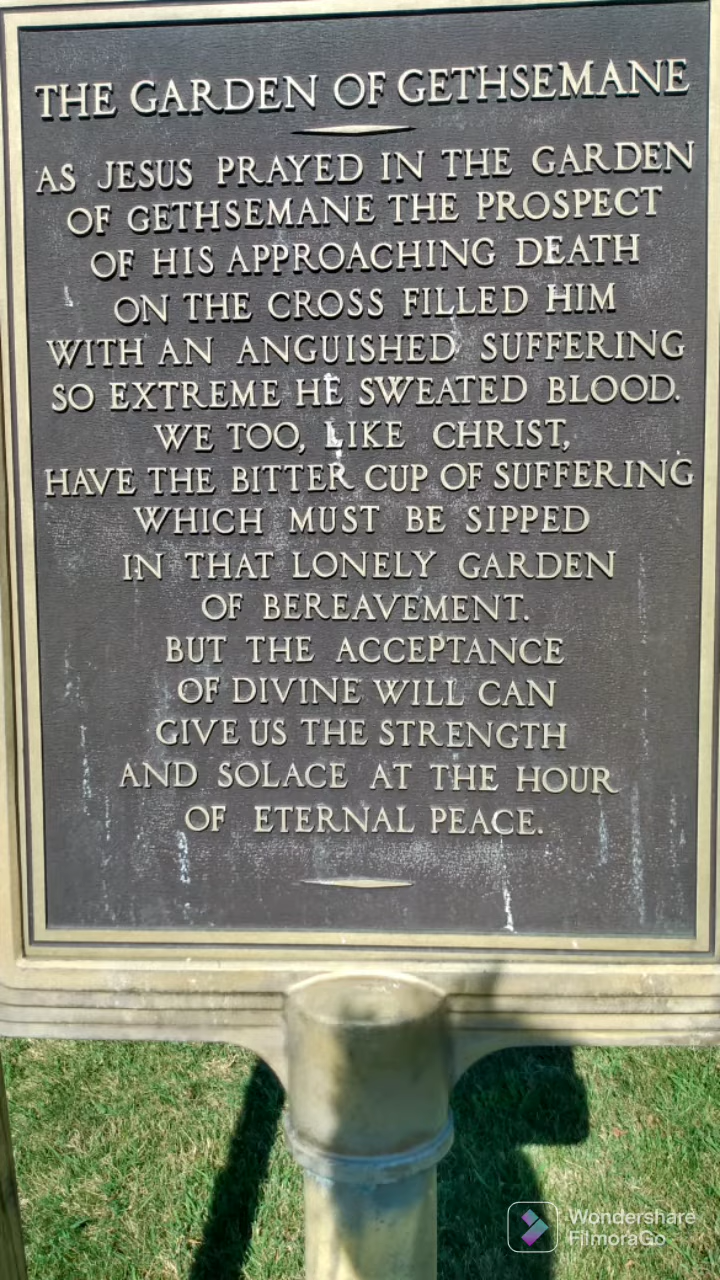 THE GARDEN OF GETHSEMANE
AS JESUS PRAYED IN THE GARDEN
OF GETHSEMANE THE PROSPECT
OF HIS APPROACHING DEATH
ON THE CROSS FILLED HIM
WITH AN ANGUISHED SUFFERING
SO EXTREME HE SWEATED BLOOD.
WE TOO, LIKE CHRIST,
HAVE THE BITTER CUP OF SUFFERING
WHICH MUST BE SIPPED
IN THAT LONELY GARDEN
OF BEREAVEMENT.
BUT THE ACCEPTANCE
OF DIVINE WILL CAN
GIVE US THE STRENGTH
AND SOLACE AT THE HOUR
OF ETERNAL PEACE.
Wondershare
FilmoraGo